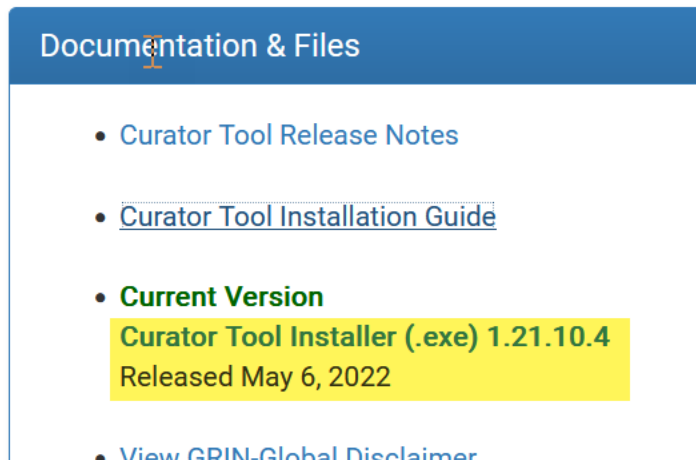 Documentation & Files
Curator Tool Release Notes
Curator Tool Installation Guide
Current Version
Curator Tool Installer (.exe) 1.21.10.4
Released May 6, 2022
View GRIN-Global Disclaimer